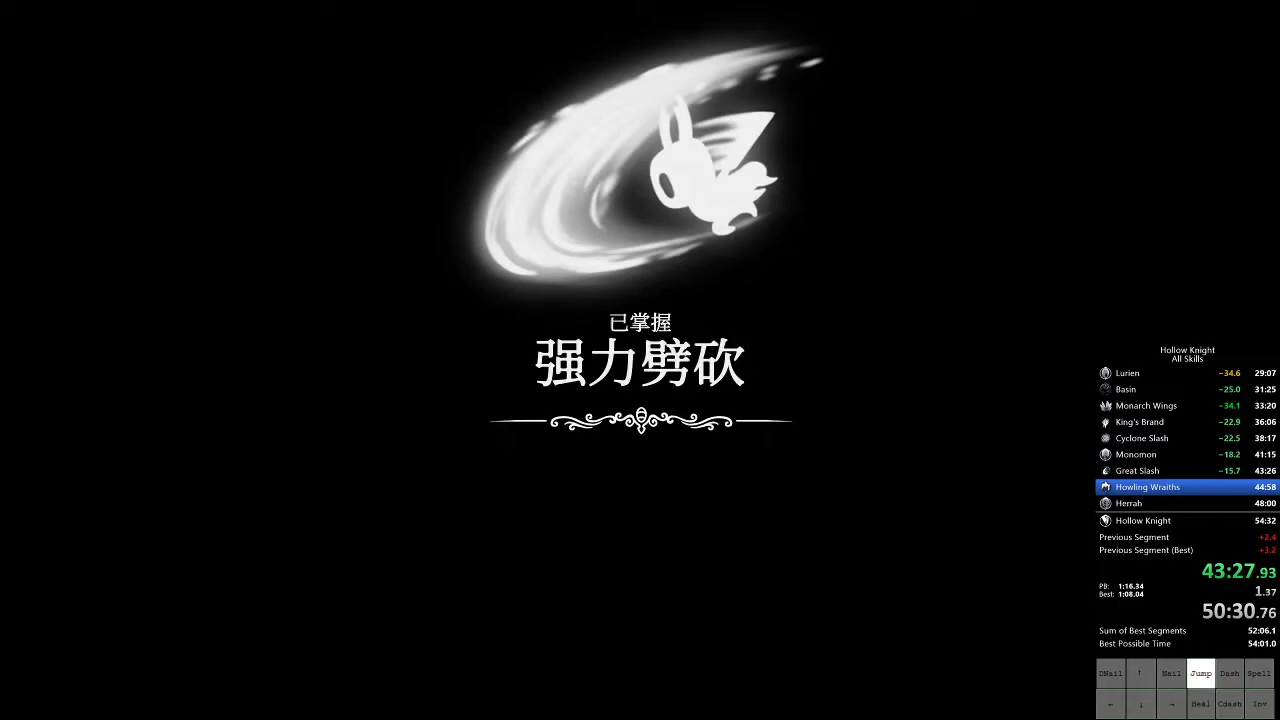 已掌握
强力劈砍
Hollow Knight
All Skills
Lurien −34.6 29:07
Basin −25.0 31:25
Monarch Wings −34.1 33:20
King's Brand −22.9 36:06
Cyclone Slash −22.5 38:17
Monomon −18.2 41:15
Great Slash −15.7 43:26
Howling Wraiths 44:58
Herrah 48:00
Hollow Knight 54:32
Previous Segment +2.4
Previous Segment (Best) +3.2
43:27.93
PB: 1:16.34
Best: 1:08.04
1.37
50:30.76
Sum of Best Segments 52:06.1
Best Possible Time 54:01.0
DNail ↑ Nail Jump Dash Spell
← ↓ → Heal Cdash Inv